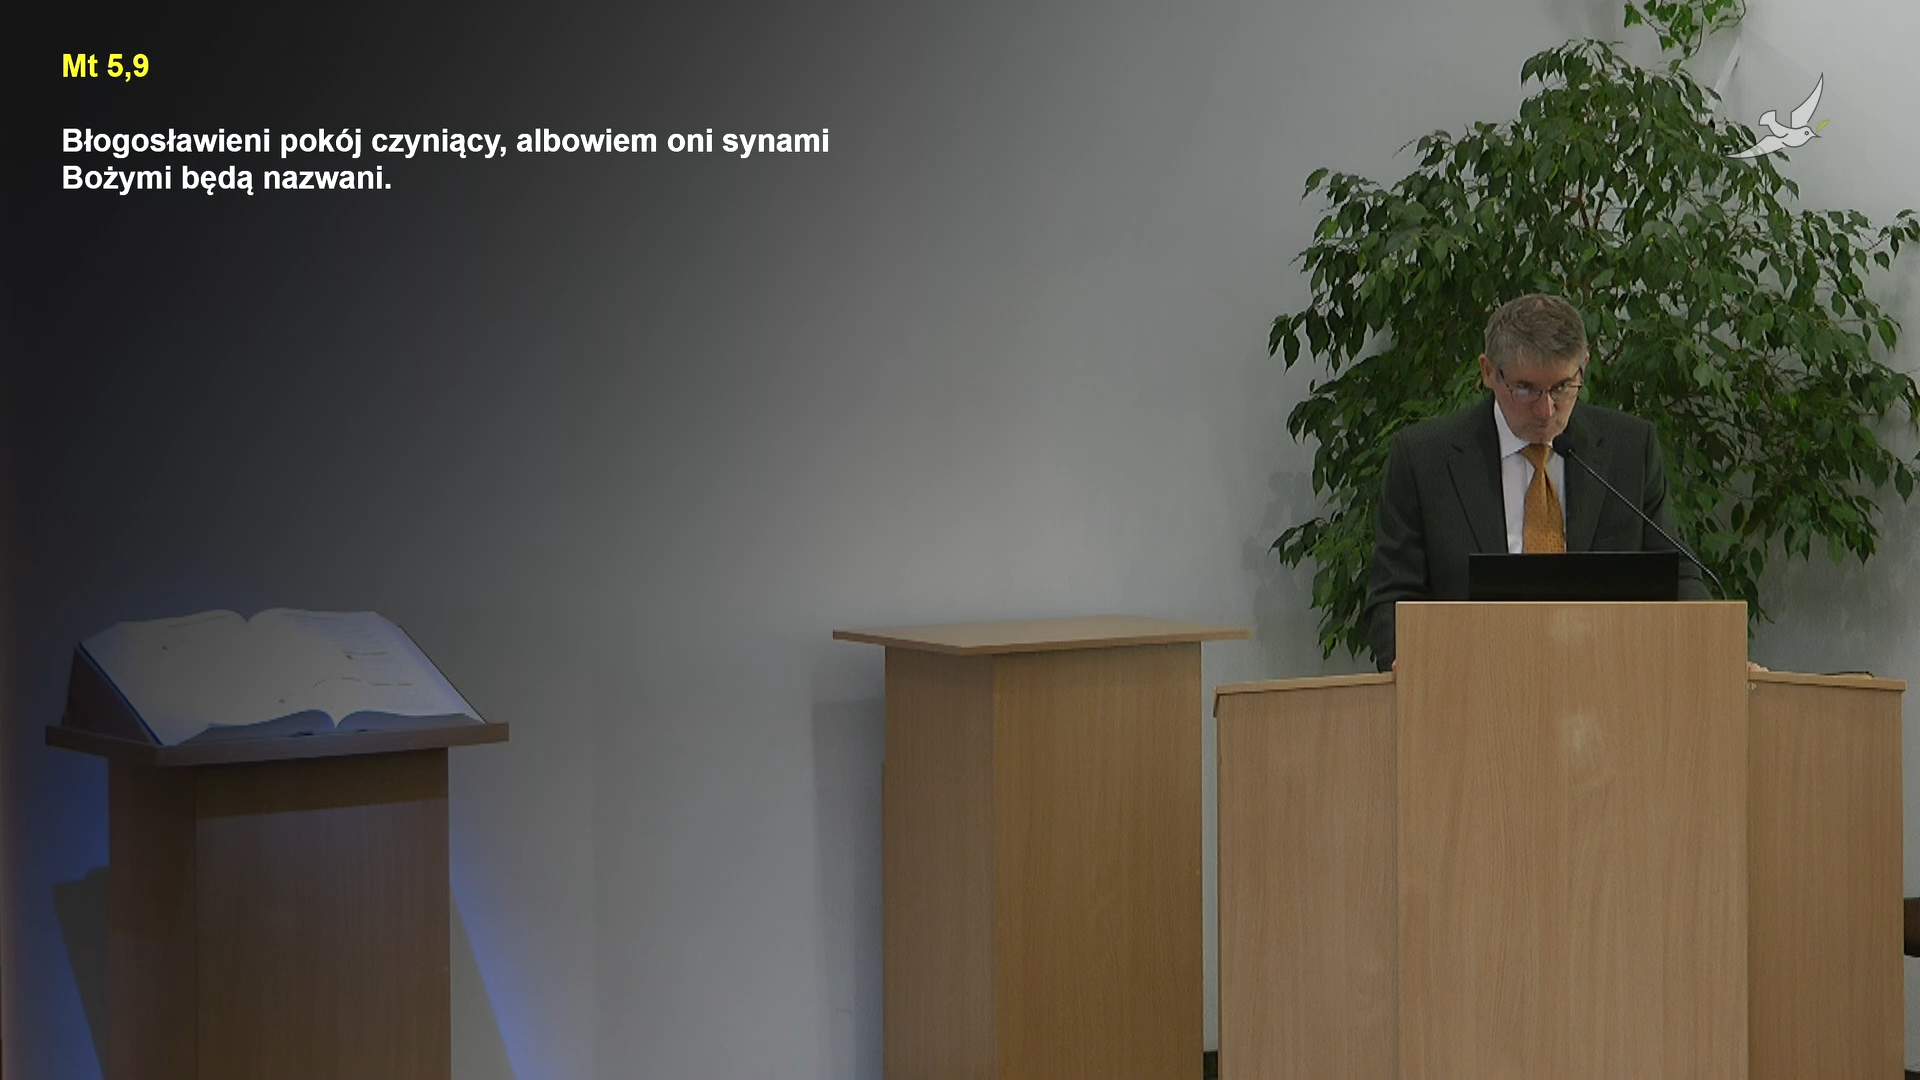 Mt 5,9
Błogosławieni pokój czyniący, albowiem oni synami
Bożymi będą nazwani.